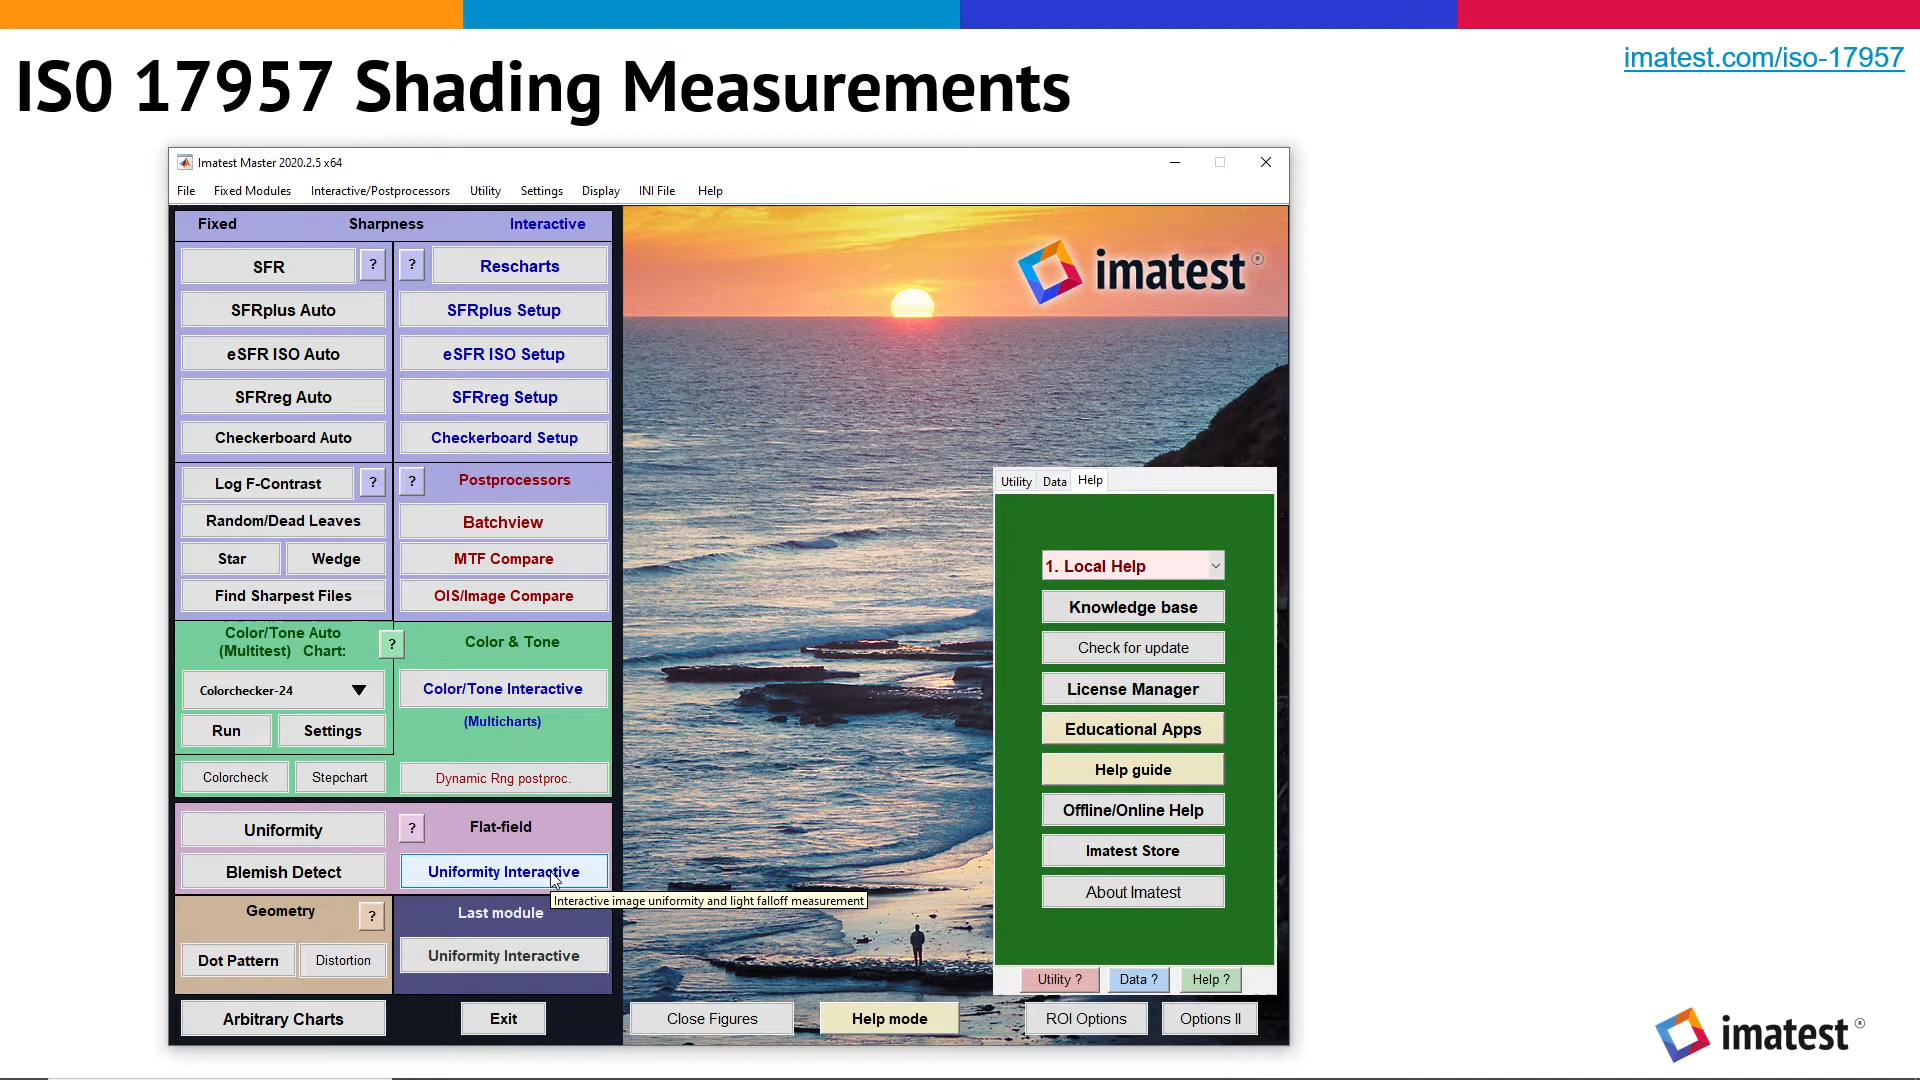 imatest.com/iso-17957
IS0 17957 Shading Measurements
Imatest Master 2020.2.5 x64
File Fixed Modules Interactive/Postprocessors Utility Settings Display INI File Help
Fixed Sharpness Interactive
SFR ? ? Rescharts
SFRplus Auto SFRplus Setup
eSFR ISO Auto eSFR ISO Setup
SFRreg Auto SFRreg Setup
Checkerboard Auto Checkerboard Setup
Log F-Contrast ? ? Postprocessors
Random/Dead Leaves Batchview
Star Wedge MTF Compare
Find Sharpest Files OIS/Image Compare
Color/Tone Auto
(Multitest) Chart: ? Color & Tone
Colorchecker-24 Color/Tone Interactive
Run Settings (Multicharts)
Colorcheck Stepchart Dynamic Rng postproc.
Uniformity ? Flat-field
Blemish Detect Uniformity Interactive
Interactive image uniformity and light falloff measurement
Geometry ? Last module
Dot Pattern Distortion Uniformity Interactive
Arbitrary Charts Exit
imatest ®
Utility Data Help
1. Local Help
Knowledge base
Check for update
License Manager
Educational Apps
Help guide
Offline/Online Help
Imatest Store
About Imatest
Utility ? Data ? Help ?
Close Figures Help mode ROI Options Options II
imatest ®